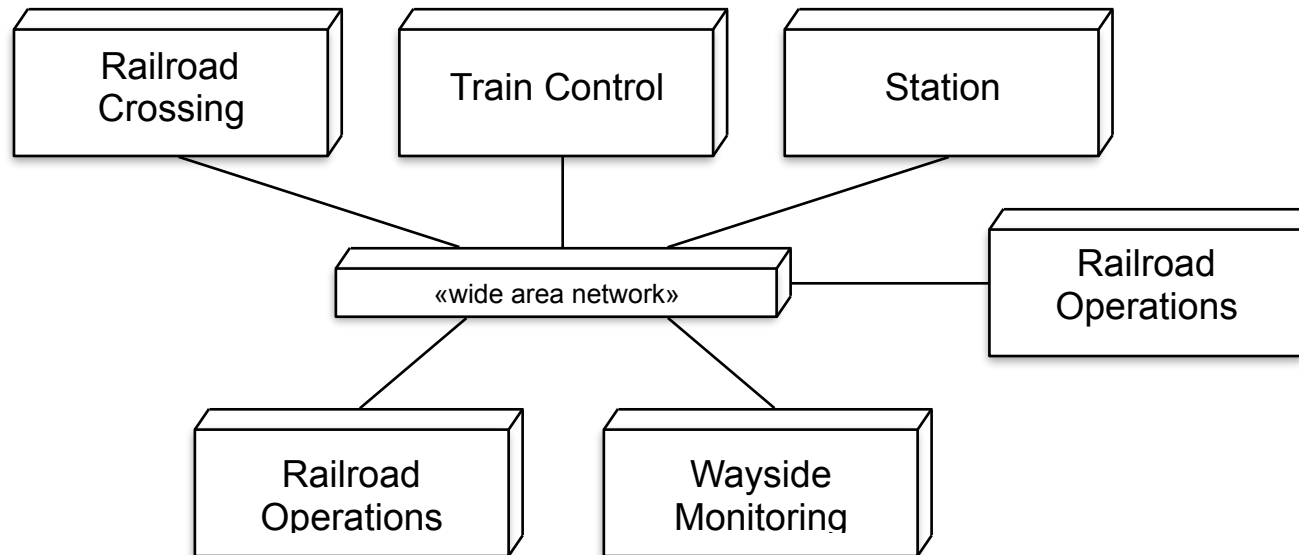 Railroad
Crossing
Train Control
Station
Railroad
Operations
«wide area network»
Railroad
Operations
Wayside
Monitoring